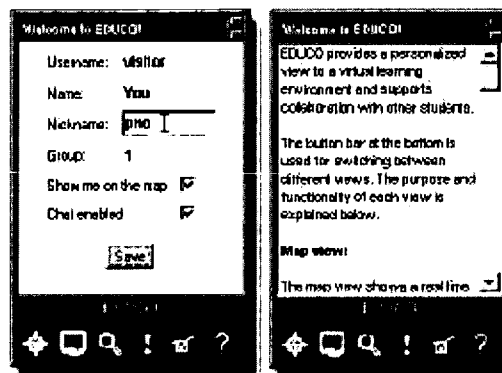 Welcome to EDUCO!
Username: visitor
Name: You
Nickname:
Group: 1
Show me on the map
Chat enabled
Save
Welcome to EDUCO!
EDUCO provides a personalized
view to a virtual learning
environment and supports
collaboration with other students.
The button bar at the bottom is
used for switching between
different views. The purpose and
functionality of each view is
explained below.
Map view:
The map view shows a real time
! ?
! ?